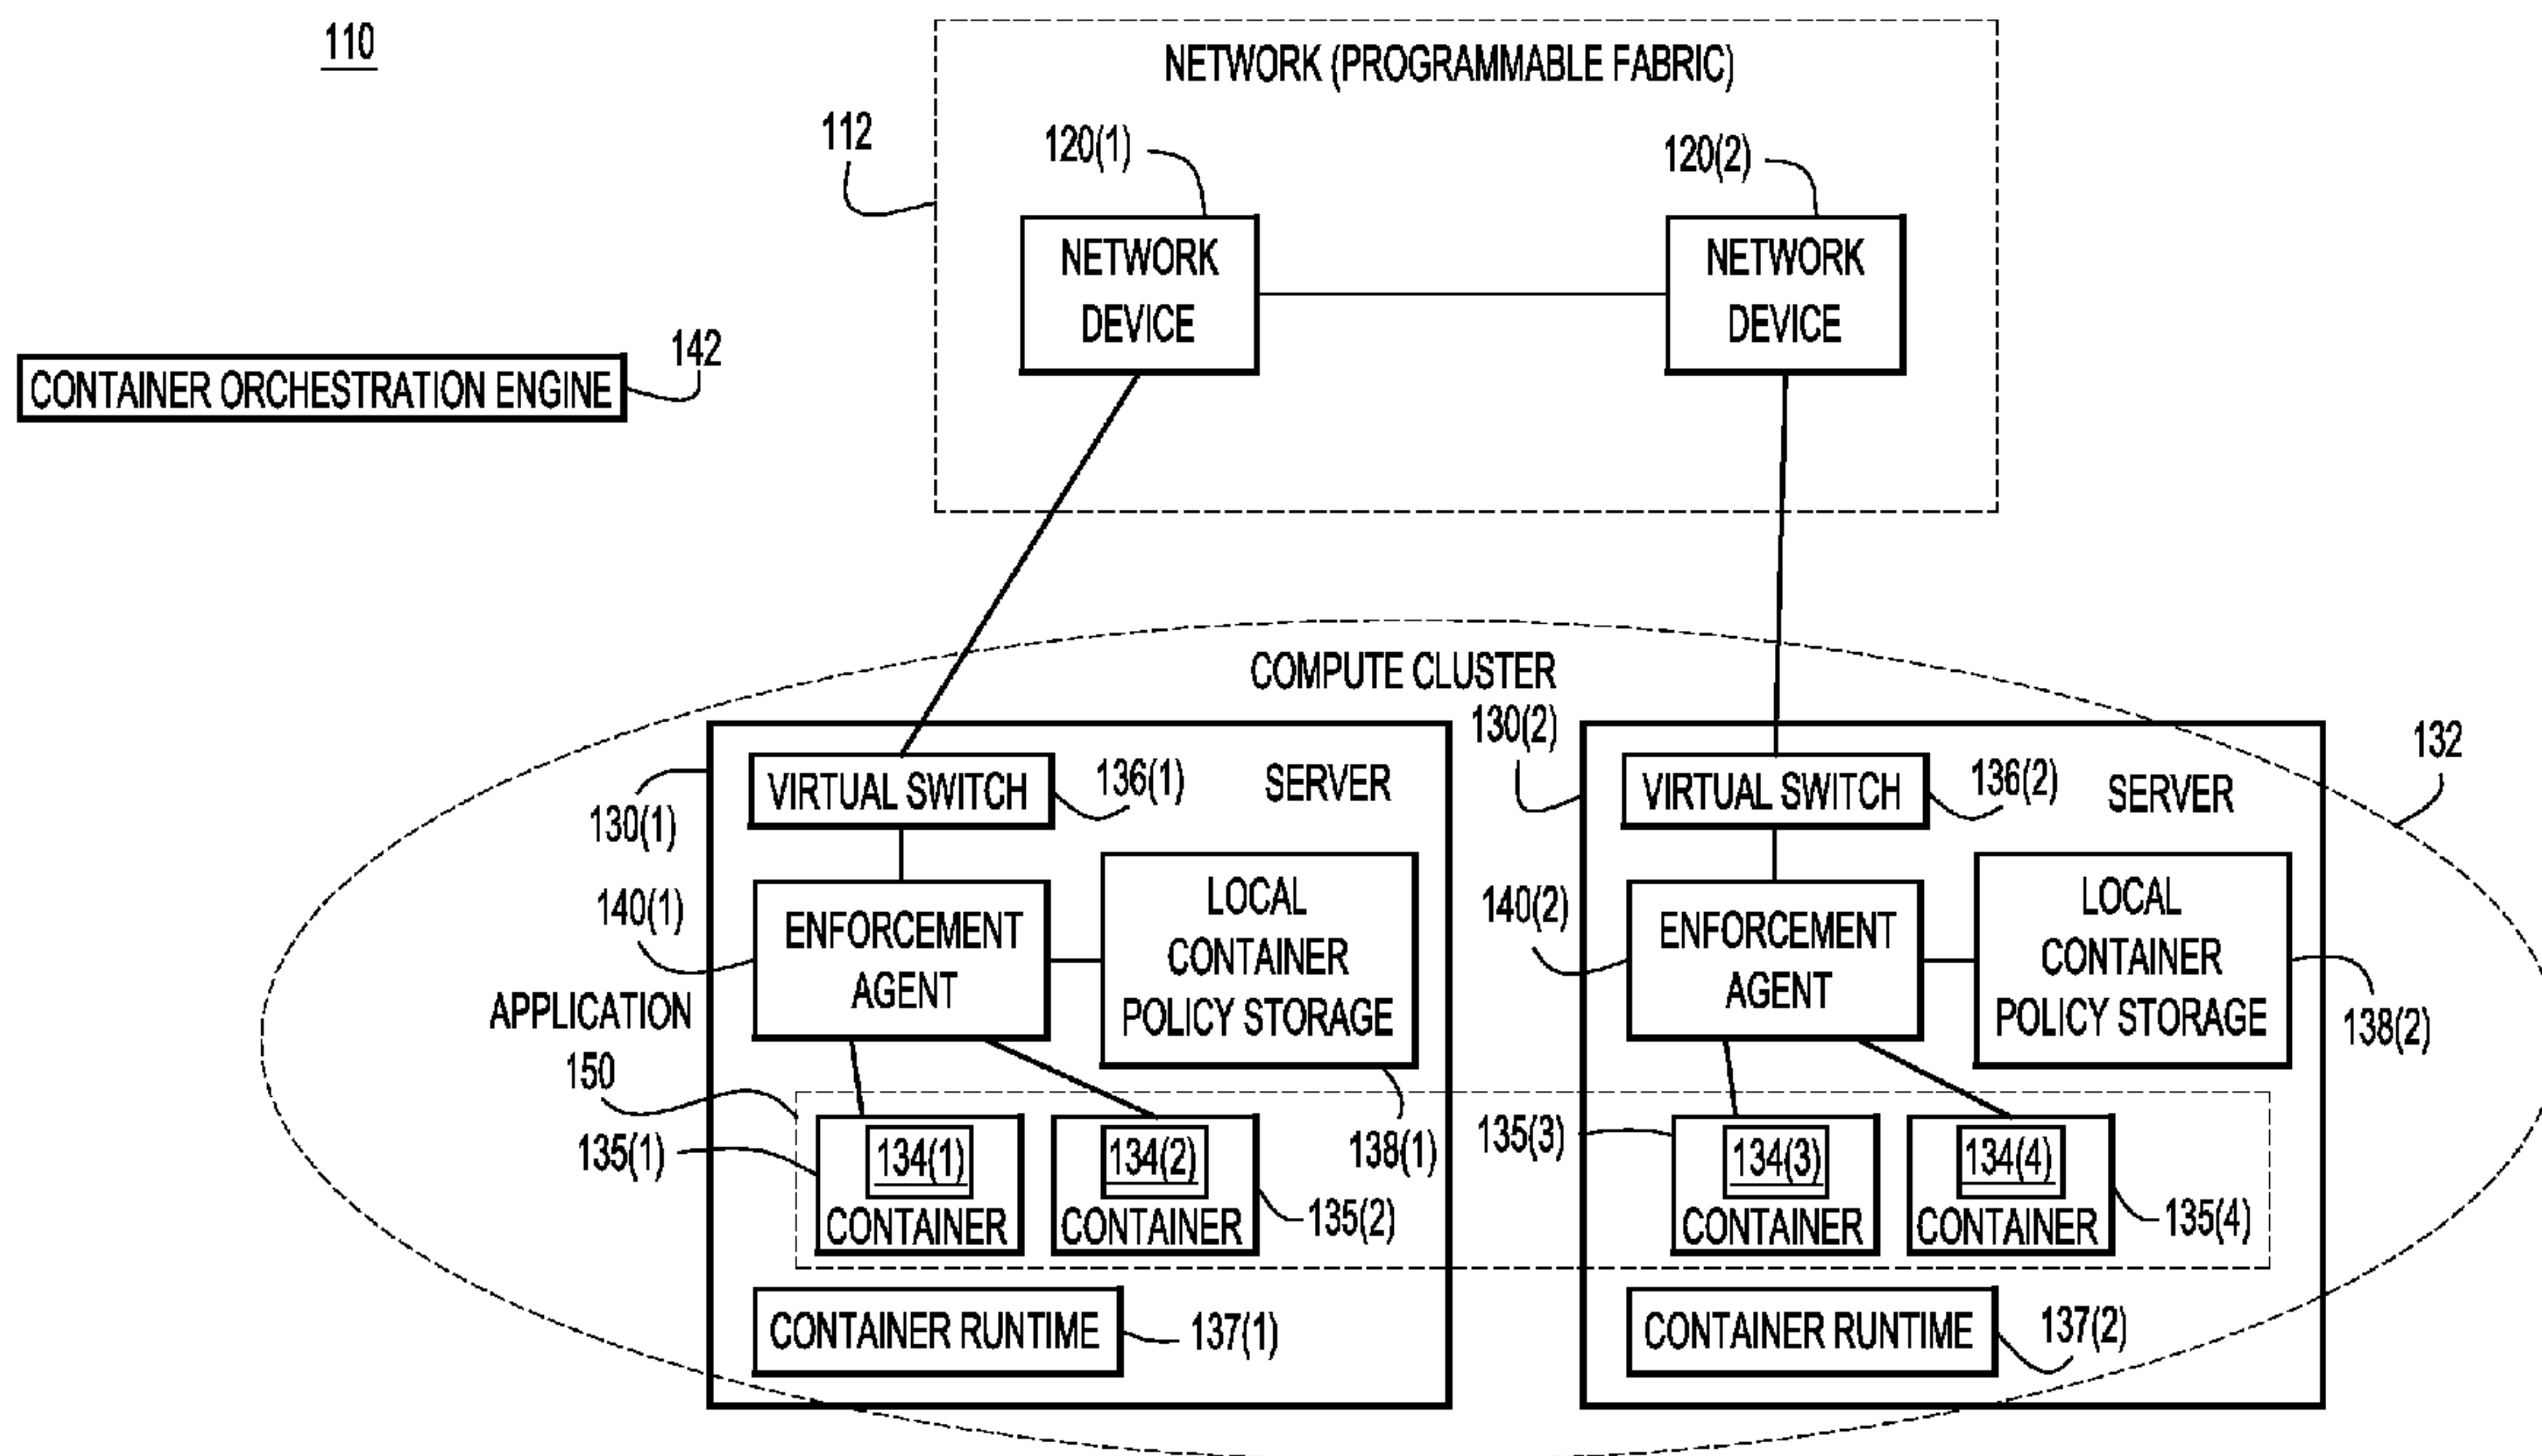 110
NETWORK (PROGRAMMABLE FABRIC)
112
120(1)
120(2)
NETWORK
DEVICE
NETWORK
DEVICE
142
CONTAINER ORCHESTRATION ENGINE
COMPUTE CLUSTER
130(1)
VIRTUAL SWITCH
136(1)
SERVER
130(2)
VIRTUAL SWITCH
136(2)
SERVER
132
140(1)
ENFORCEMENT
AGENT
LOCAL
CONTAINER
POLICY STORAGE
138(1)
140(2)
ENFORCEMENT
AGENT
LOCAL
CONTAINER
POLICY STORAGE
138(2)
APPLICATION
150
135(1)
134(1)
CONTAINER
134(2)
CONTAINER
135(2)
135(3)
134(3)
CONTAINER
134(4)
CONTAINER
135(4)
CONTAINER RUNTIME
137(1)
CONTAINER RUNTIME
137(2)